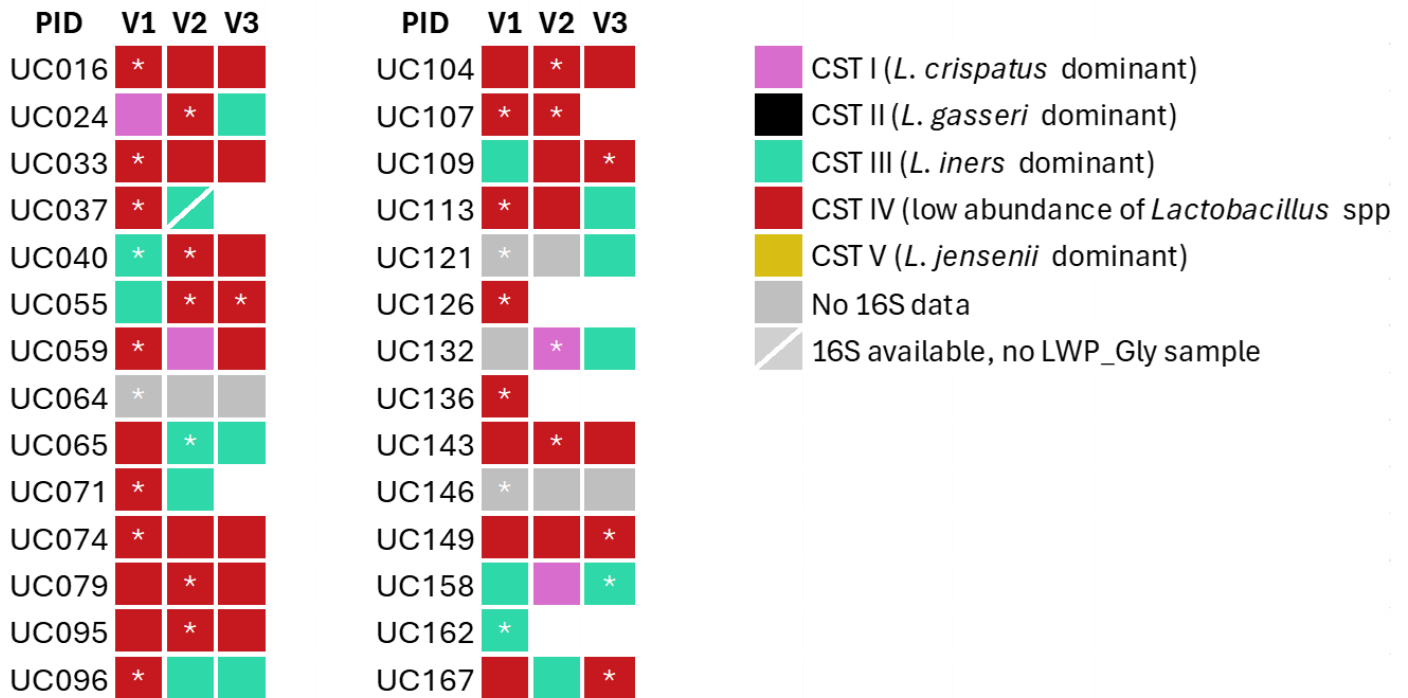 PID V1 V2 V3
UC016 *
UC024 *
UC033 *
UC037 *
UC040 * *
UC055 * *
UC059 *
UC064 *
UC065 *
UC071 *
UC074 *
UC079 *
UC095 *
UC096 *
PID V1 V2 V3
UC104 *
UC107 * *
UC109 *
UC113 *
UC121 *
UC126 *
UC132 *
UC136 *
UC143 *
UC146 *
UC149 *
UC158 *
UC162 *
UC167 *
CST I (L. crispatus dominant)
CST II (L. gasseri dominant)
CST III (L. iners dominant)
CST IV (low abundance of Lactobacillus spp
CST V (L. jensenii dominant)
No 16S data
16S available, no LWP_Gly sample